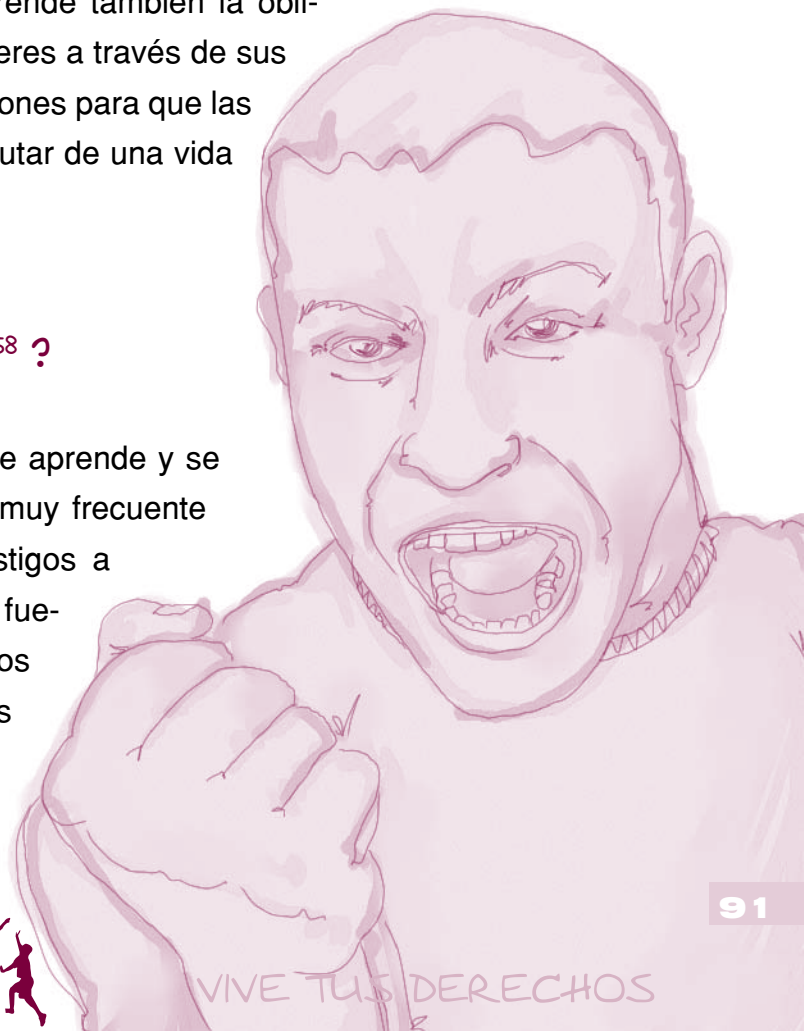 rende también la obli-
eres a través de sus
ones para que las
utar de una vida
58 ?
e aprende y se
muy frecuente
stigos a
fue-
os
s
91
VIVE TUS DERECHOS